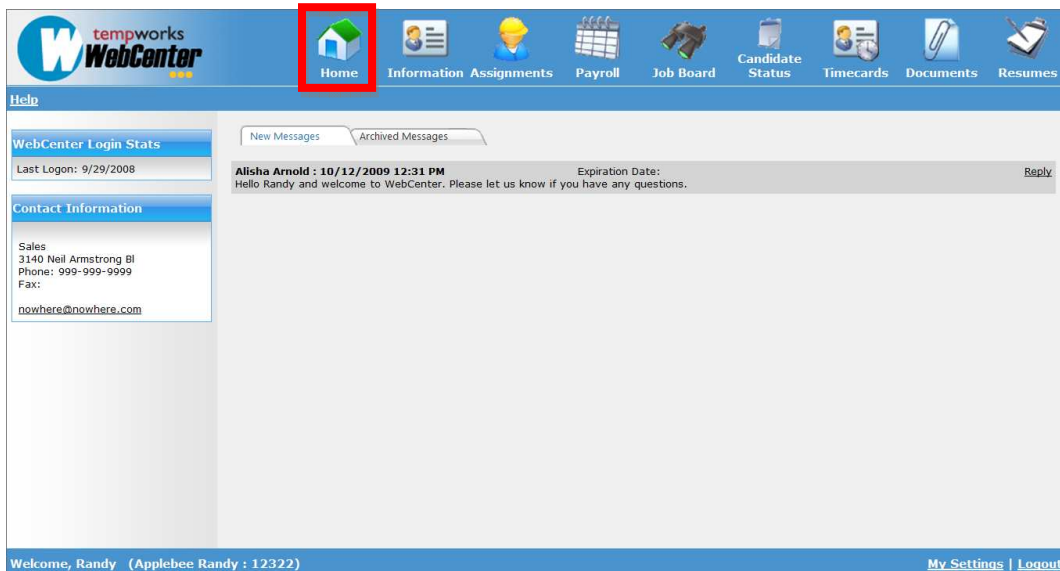 tempworks
WebCenter
Home
Information
Assignments
Payroll
Job Board
Candidate
Status
Timecards
Documents
Resumes
Help
WebCenter Login Stats
Last Logon: 9/29/2008
Contact Information
Sales
3140 Neil Armstrong Bl
Phone: 999-999-9999
Fax:
nowhere@nowhere.com
New Messages
Archived Messages
Alisha Arnold : 10/12/2009 12:31 PM
Expiration Date:
Reply
Hello Randy and welcome to WebCenter. Please let us know if you have any questions.
Welcome, Randy (Applebee Randy : 12322)
My Settings | Logout